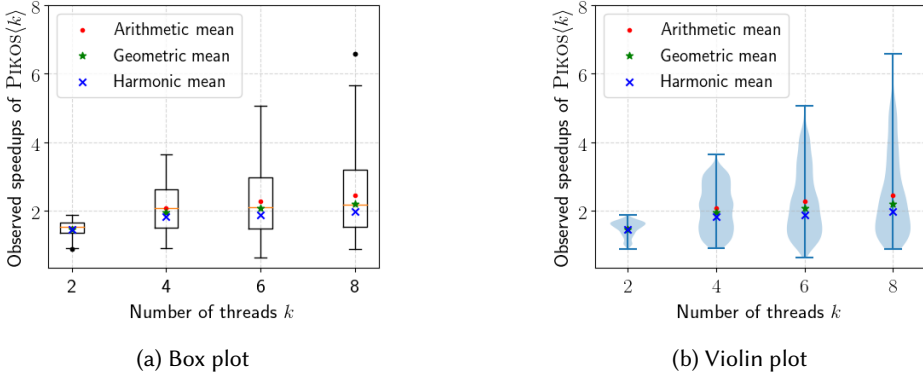 Observed speedups of PIKOS⟨k⟩
8
6
4
2
Arithmetic mean
Geometric mean
Harmonic mean
2 4 6 8
Number of threads k
(a) Box plot
Observed speedups of PIKOS⟨k⟩
8
6
4
2
Arithmetic mean
Geometric mean
Harmonic mean
2 4 6 8
Number of threads k
(b) Violin plot